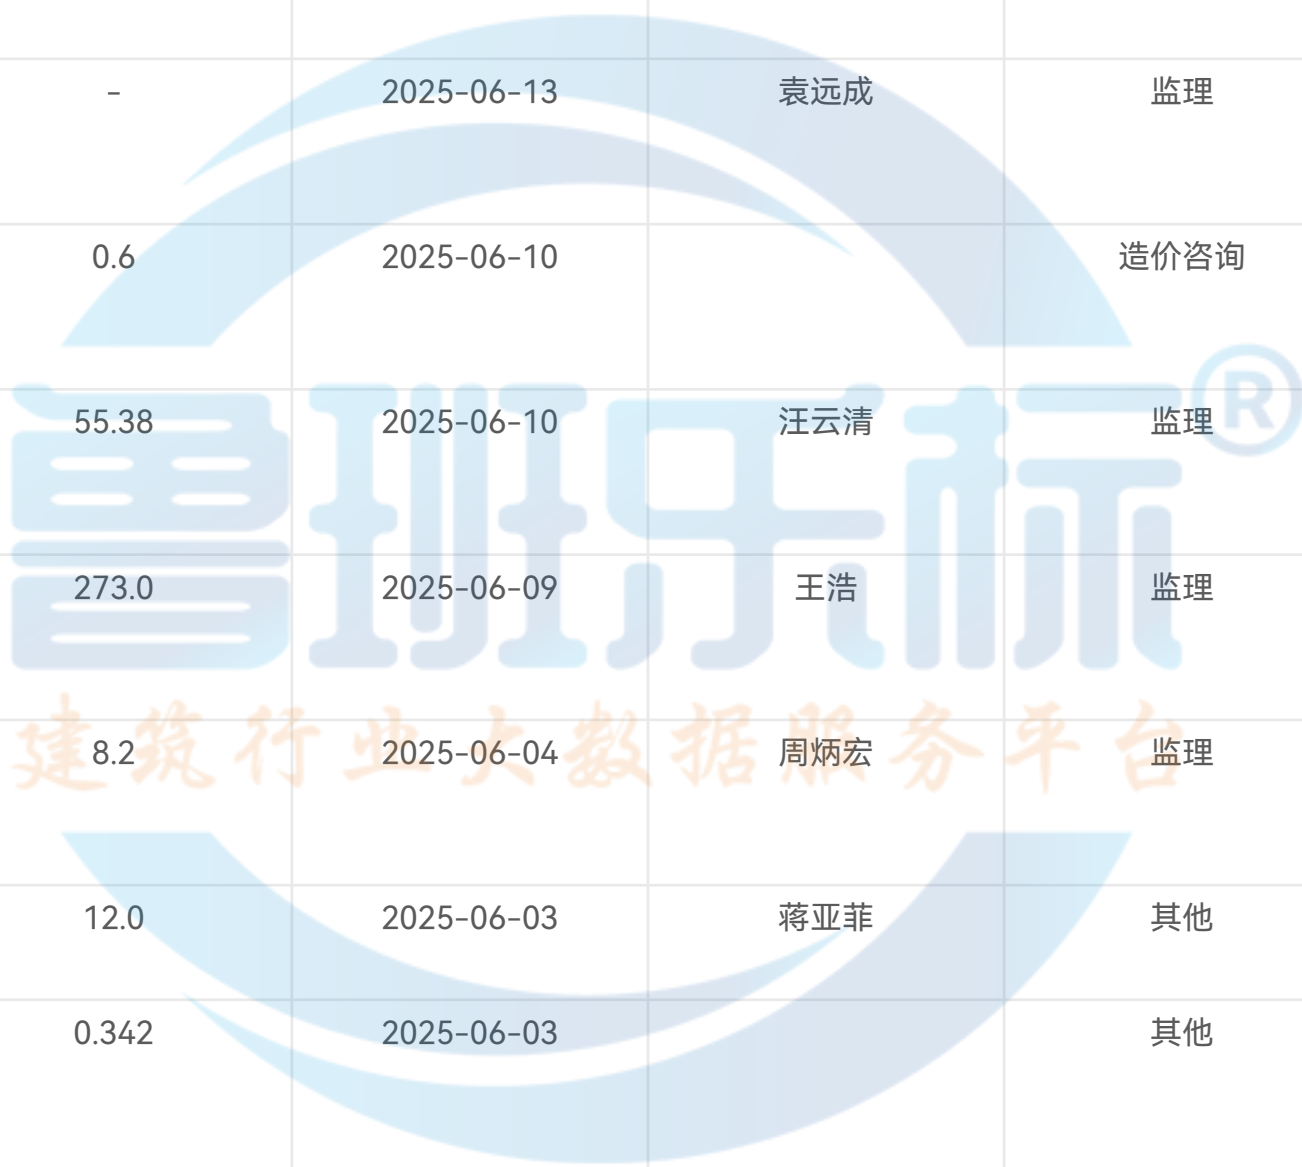 - 2025-06-13 袁远成 监理
0.6 2025-06-10 造价咨询
®
55.38 2025-06-10 汪云清 监理
鲁班乐标
273.0 2025-06-09 王浩 监理
建筑行业大数据服务平台
8.2 2025-06-04 周炳宏 监理
12.0 2025-06-03 蒋亚菲 其他
0.342 2025-06-03 其他